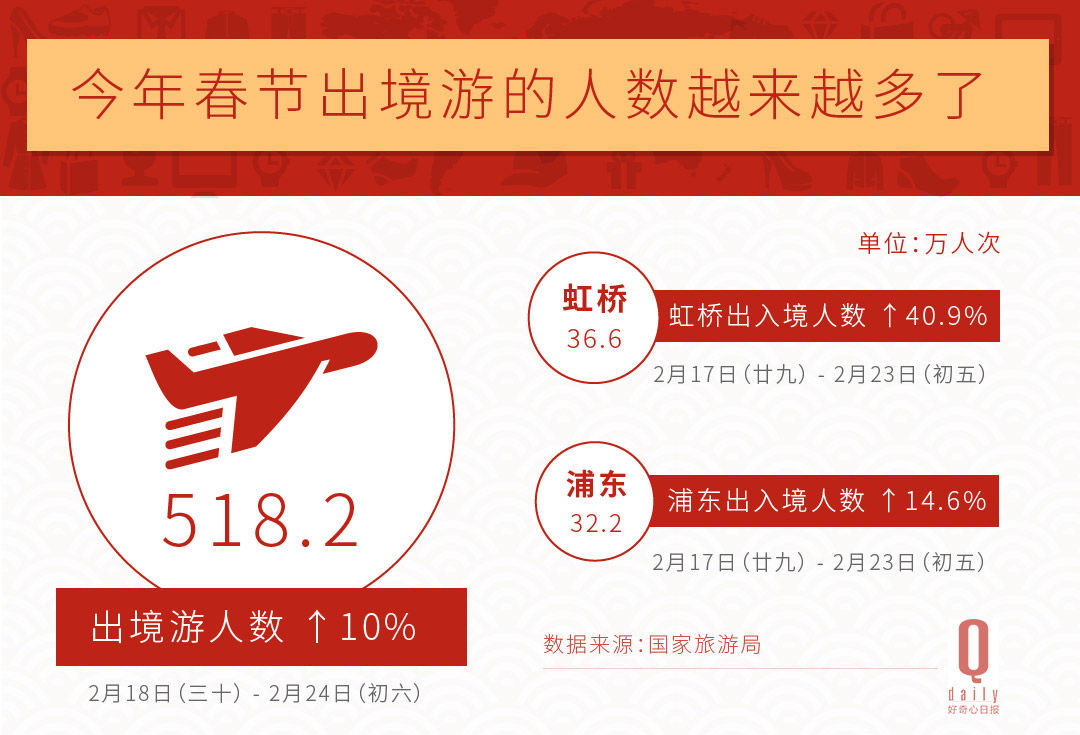 今年春节出境游的人数越来越多了
单位:万人次
518.2
出境游人数 ↑10%
2月18日(三十) - 2月24日(初六)
虹桥
36.6
虹桥出入境人数 ↑40.9%
2月17日(廿九) - 2月23日(初五)
浦东
32.2
浦东出入境人数 ↑14.6%
2月17日(廿九) - 2月23日(初五)
数据来源:国家旅游局
Q
daily
好奇心日报